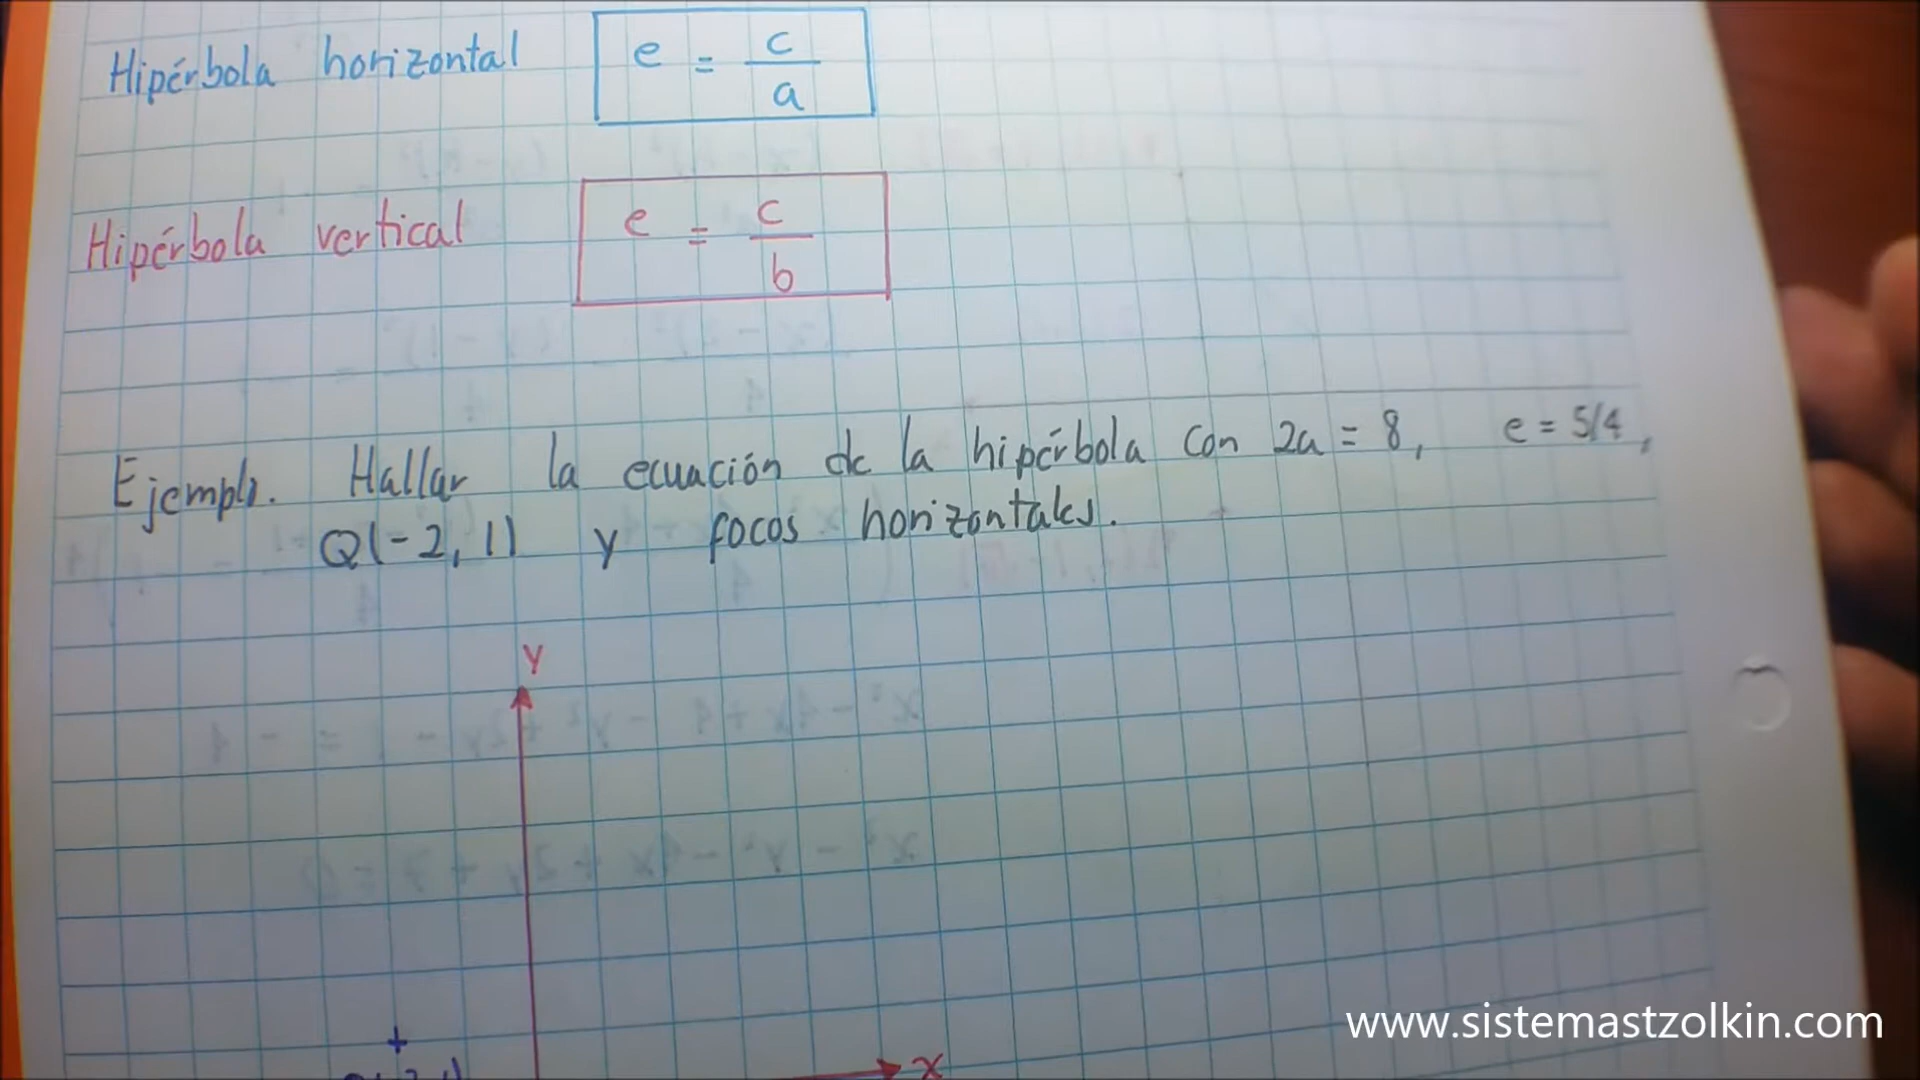 Hipérbola horizontal e = c/a
Hipérbola vertical e = c/b
Ejemplo. Hallar la ecuación de la hipérbola con 2a = 8, e = 5/4,
Q(-2, 1) y focos horizontales.
y
x
www.sistemastzolkin.com